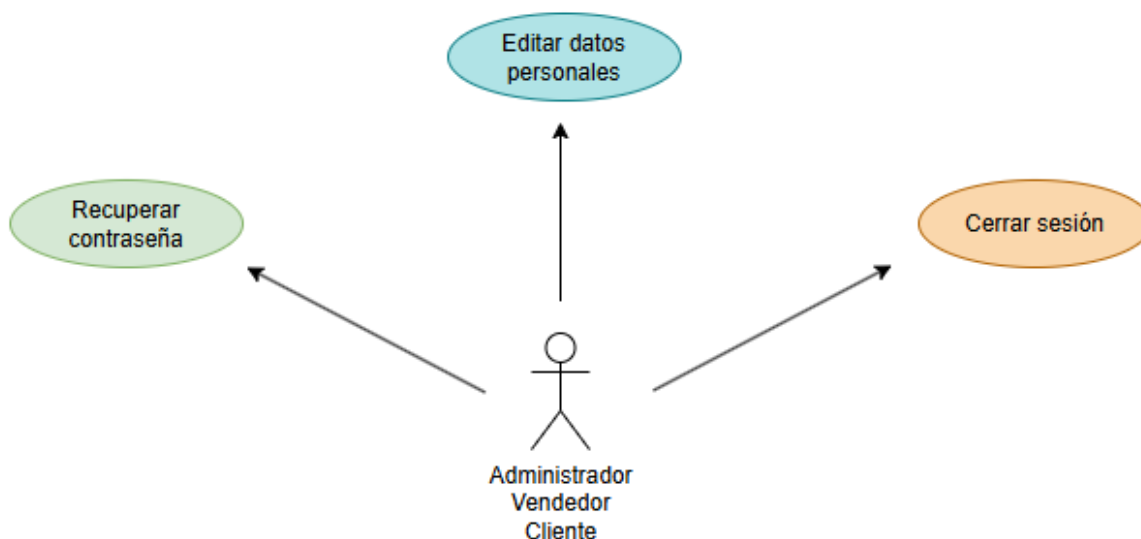 Editar datos
personales
Recuperar
contraseña
Cerrar sesión
Administrador
Vendedor
Cliente